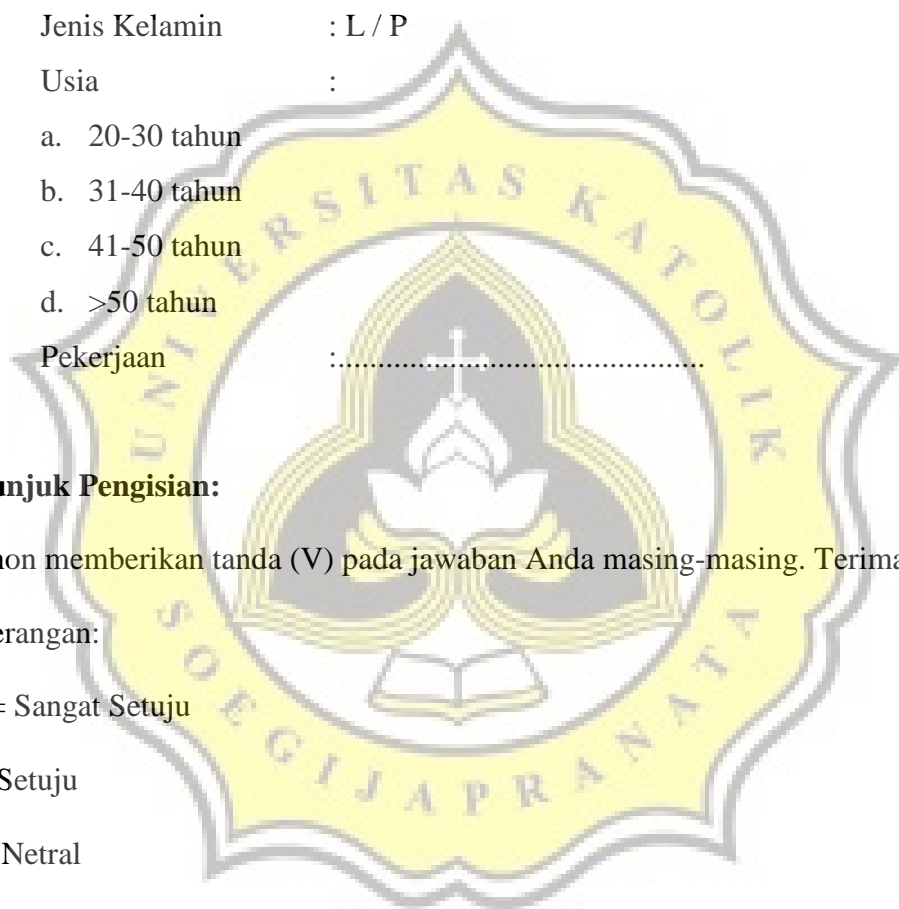 Jenis Kelamin : L / P
Usia :
a. 20-30 tahun
b. 31-40 tahun
c. 41-50 tahun
d. >50 tahun
Pekerjaan :..............................................
unjuk Pengisian:
non memberikan tanda (V) pada jawaban Anda masing-masing. Terima
erangan:
= Sangat Setuju
Setuju
Netral
UNIVERSITAS KATOLIK
SOEGIJAPRANATA